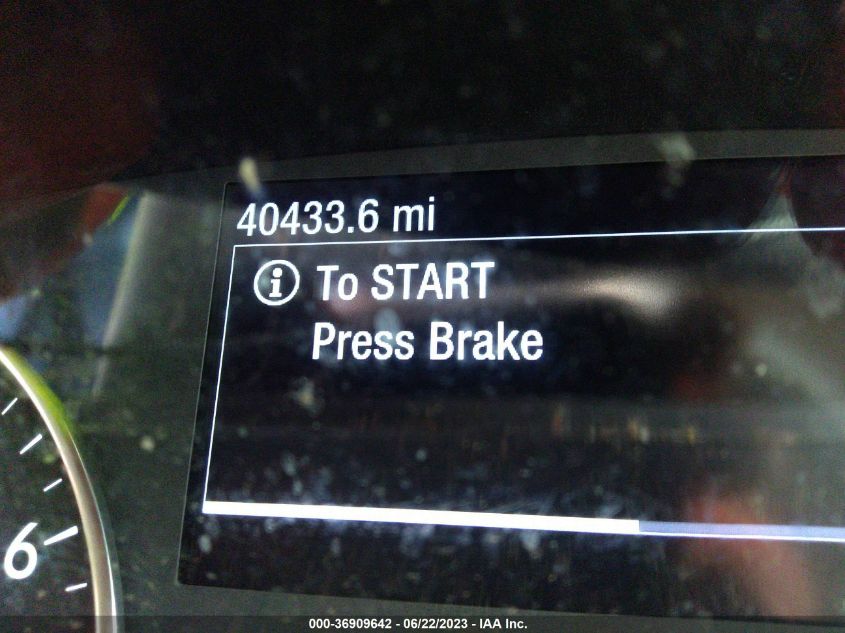 40433.6 mi
i To START
Press Brake
6
000-36909642 - 06/22/2023 - IAA Inc.